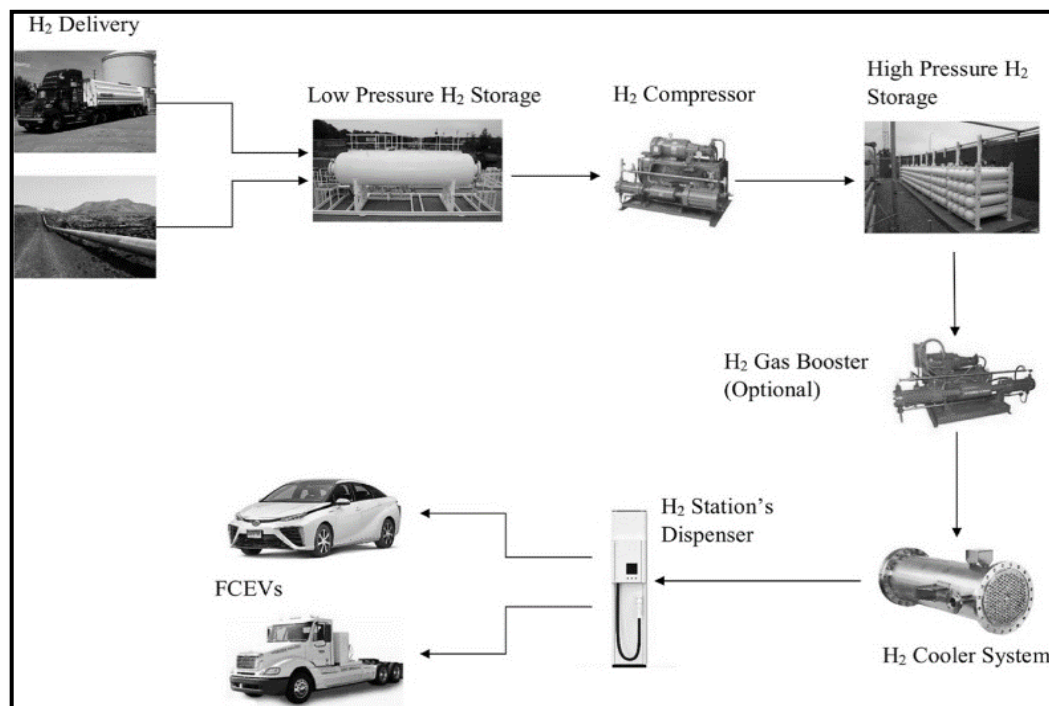 H₂ Delivery
Low Pressure H₂ Storage
H₂ Compressor
High Pressure H₂
Storage
H₂ Gas Booster
(Optional)
H₂ Station’s
Dispenser
FCEVs
H₂ Cooler System